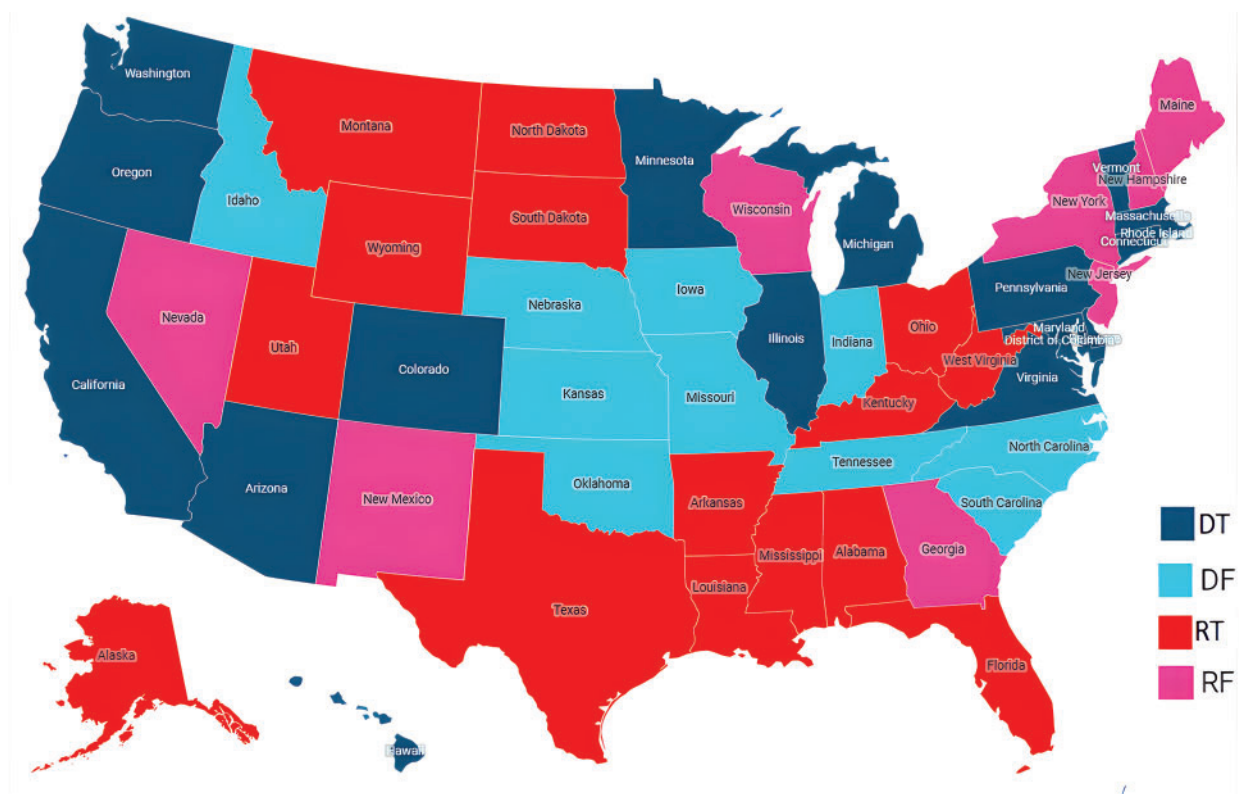 Washington
Maine
Montana
North Dakota
Minnesota
Vermont
Oregon
New Hampshire
Idaho
New York
South Dakota
Wisconsin
Massachusetts
Rhode Island
Connecticut
Michigan
Wyoming
New Jersey
Pennsylvania
Iowa
Nebraska
Nevada
Ohio
Maryland
Illinois
District of Columbia
Indiana
Utah
West Virginia
Colorado
Virginia
California
Kansas
Missouri
Kentucky
North Carolina
Tennessee
Arizona
Oklahoma
New Mexico
South Carolina
Arkansas
DT
Georgia
Mississippi
Alabama
DF
Louisiana
Texas
RT
Alaska
Florida
RF
Hawaii